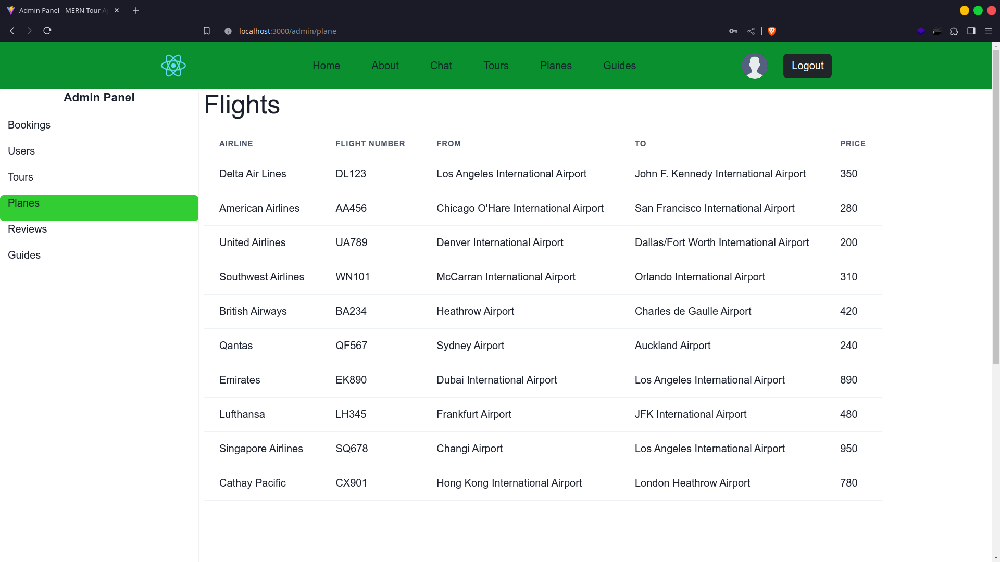 Admin Panel - MERN Tour A
localhost:3000/admin/plane
Home About Chat Tours Planes Guides Logout
Admin Panel
Bookings
Users
Tours
Planes
Reviews
Guides
Flights
AIRLINE FLIGHT NUMBER FROM TO PRICE
Delta Air Lines DL123 Los Angeles International Airport John F. Kennedy International Airport 350
American Airlines AA456 Chicago O'Hare International Airport San Francisco International Airport 280
United Airlines UA789 Denver International Airport Dallas/Fort Worth International Airport 200
Southwest Airlines WN101 McCarran International Airport Orlando International Airport 310
British Airways BA234 Heathrow Airport Charles de Gaulle Airport 420
Qantas QF567 Sydney Airport Auckland Airport 240
Emirates EK890 Dubai International Airport Los Angeles International Airport 890
Lufthansa LH345 Frankfurt Airport JFK International Airport 480
Singapore Airlines SQ678 Changi Airport Los Angeles International Airport 950
Cathay Pacific CX901 Hong Kong International Airport London Heathrow Airport 780